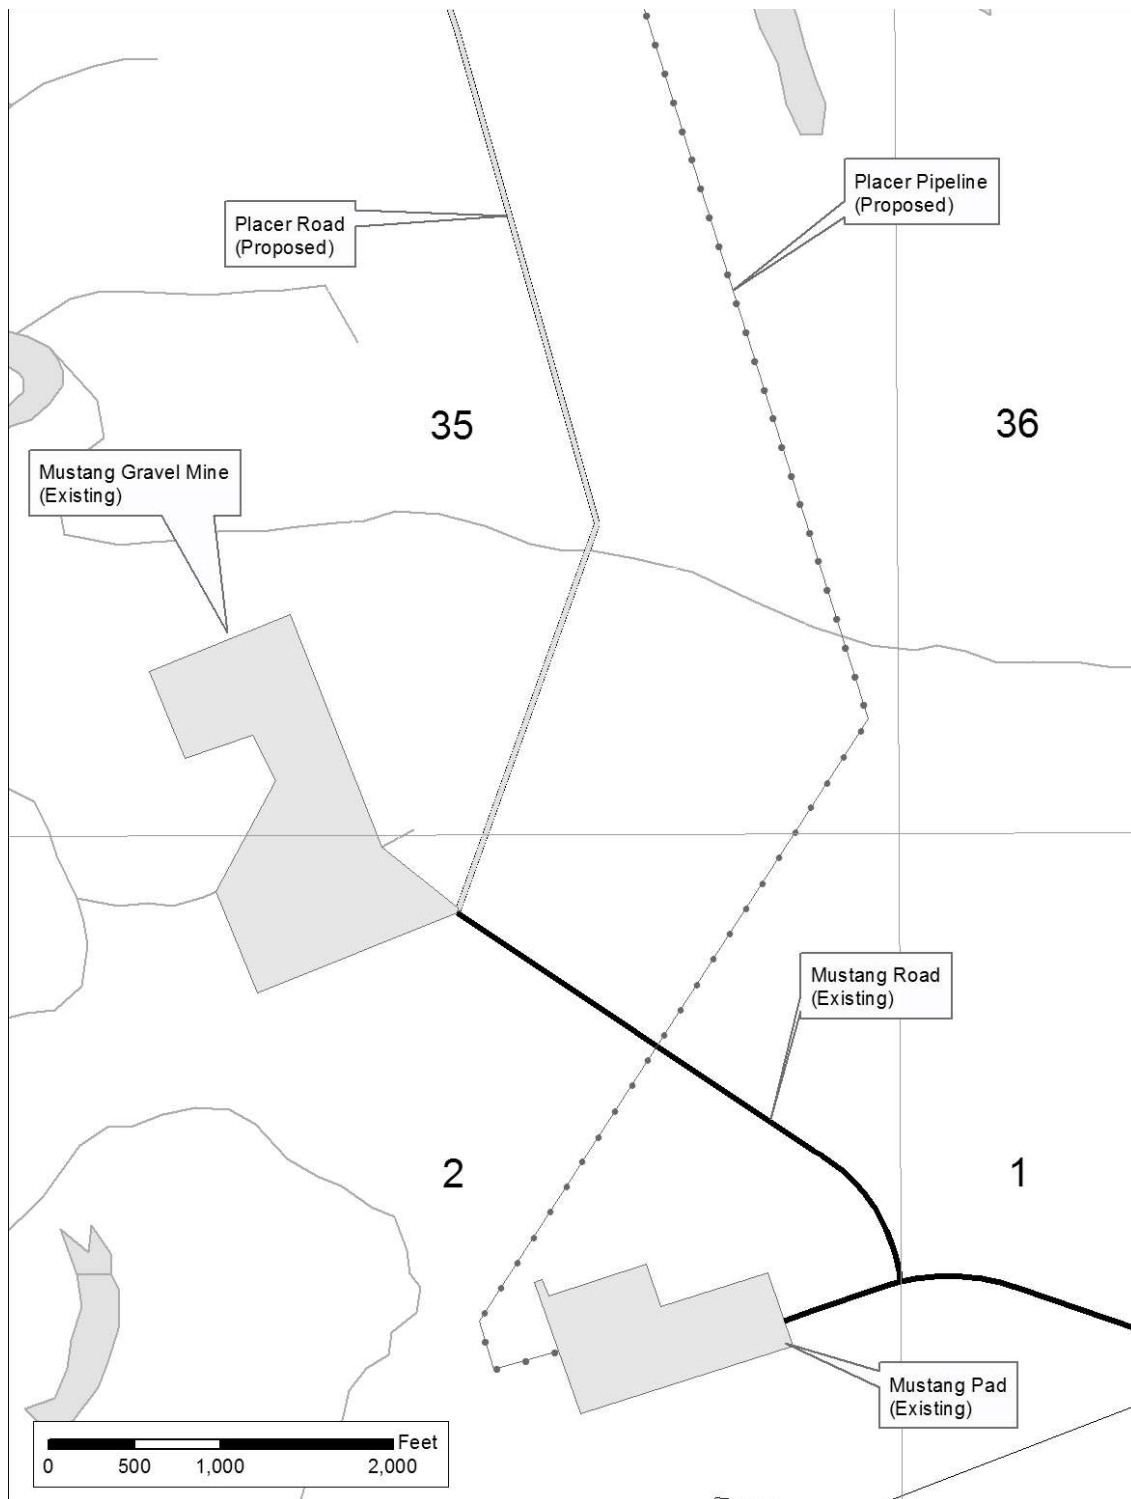 Placer Pipeline
(Proposed)
Placer Road
(Proposed)
35
36
Mustang Gravel Mine
(Existing)
Mustang Road
(Existing)
2
1
Mustang Pad
(Existing)
Feet
0 500 1,000 2,000